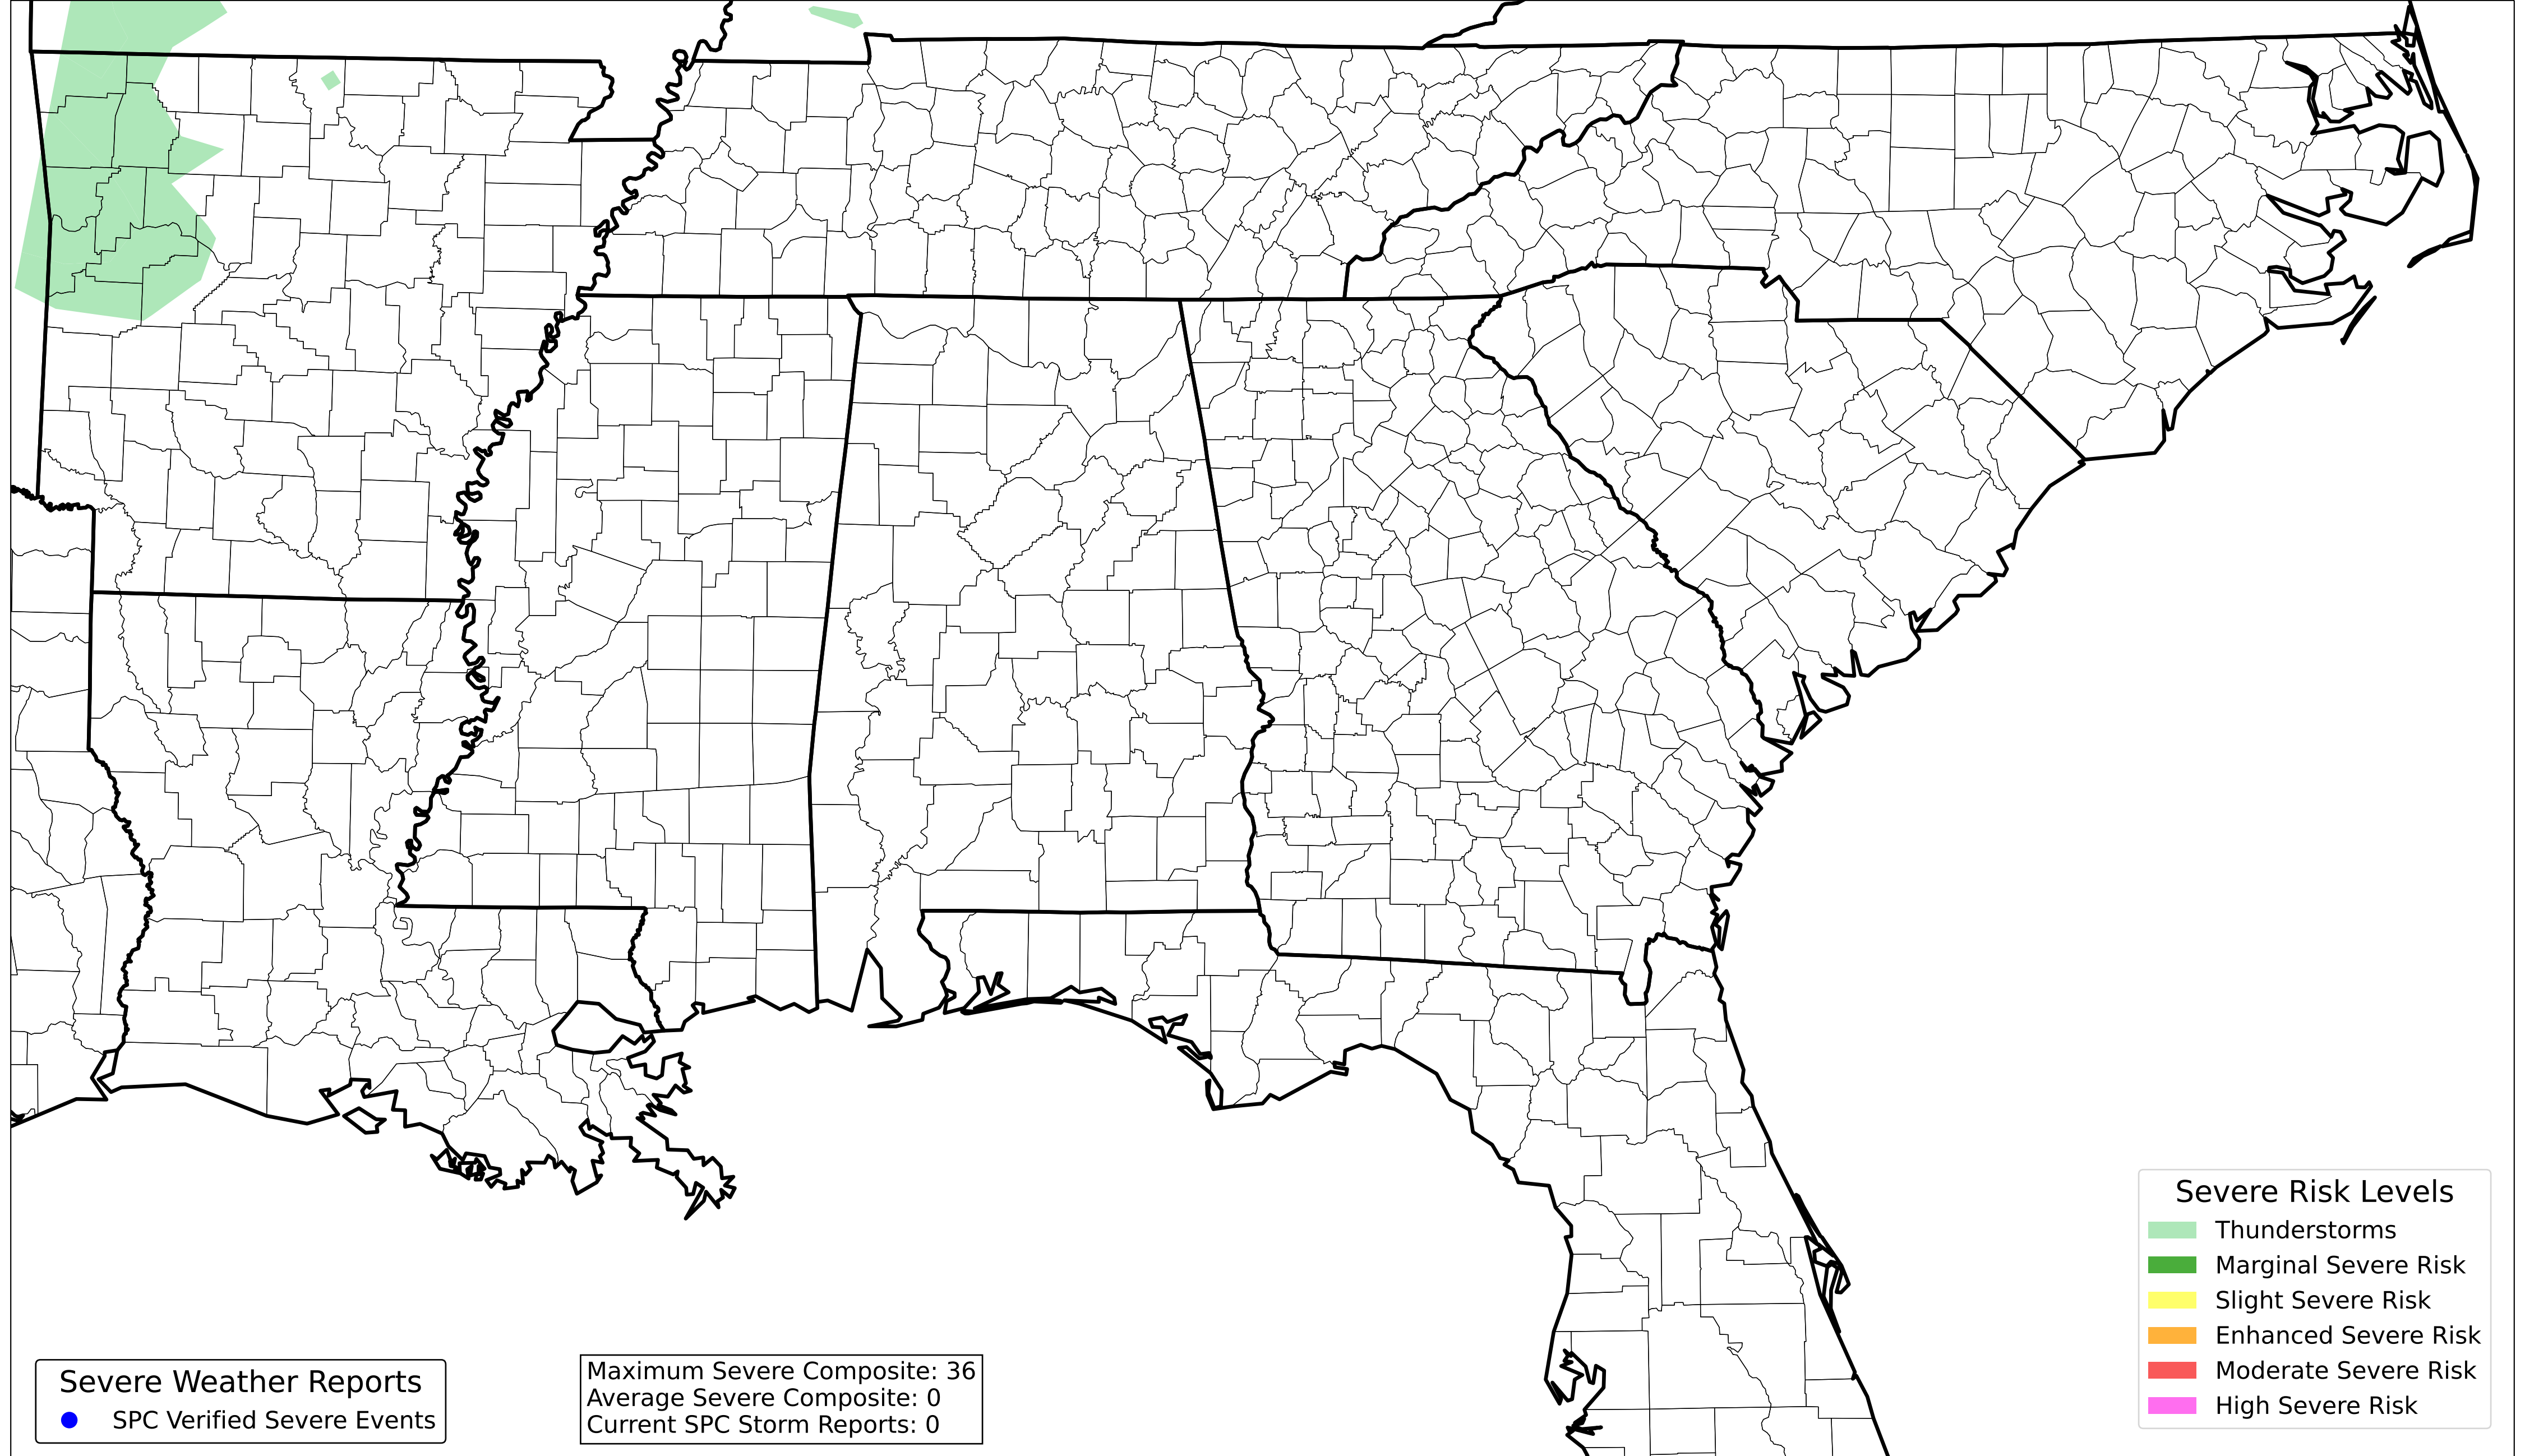 Severe Risk Levels
Thunderstorms
Marginal Severe Risk
Slight Severe Risk
Enhanced Severe Risk
Moderate Severe Risk
High Severe Risk
Severe Weather Reports
SPC Verified Severe Events
Maximum Severe Composite: 36
Average Severe Composite: 0
Current SPC Storm Reports: 0